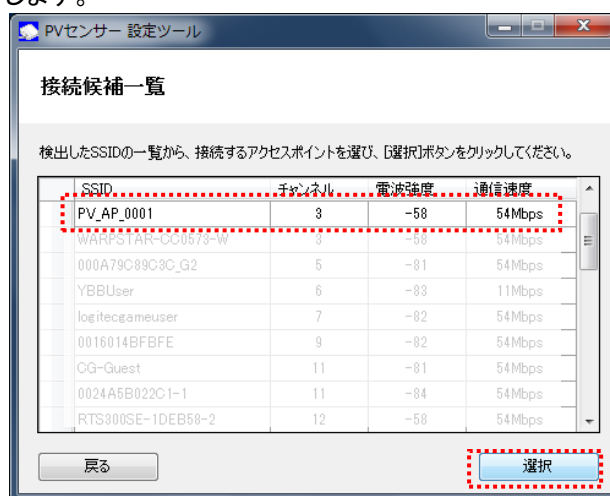 します。
PVセンサー 設定ツール
接続候補一覧
検出したSSIDの一覧から、接続するアクセスポイントを選び、[選択]ボタンをクリックしてください。
SSID チャンネル 電波強度 通信速度
PV_AP_0001 3 -58 54Mbps
WARPSTAR-CC0573-W 3 -58 54Mbps
000A79C89C3C_G2 5 -81 54Mbps
YBBUser 6 -83 11Mbps
logitecgameuser 7 -82 54Mbps
0016014BFBFE 9 -82 54Mbps
CG-Guest 11 -81 54Mbps
0024A5B022C1-1 11 -84 54Mbps
RTS300SE-1DEB58-2 12 -58 54Mbps
戻る 選択